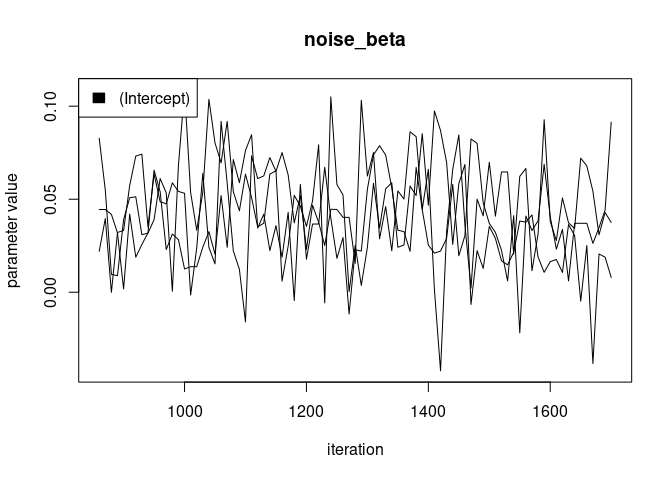 noise_beta
(Intercept)
parameter value
0.10
0.05
0.00
1000 1200 1400 1600
iteration